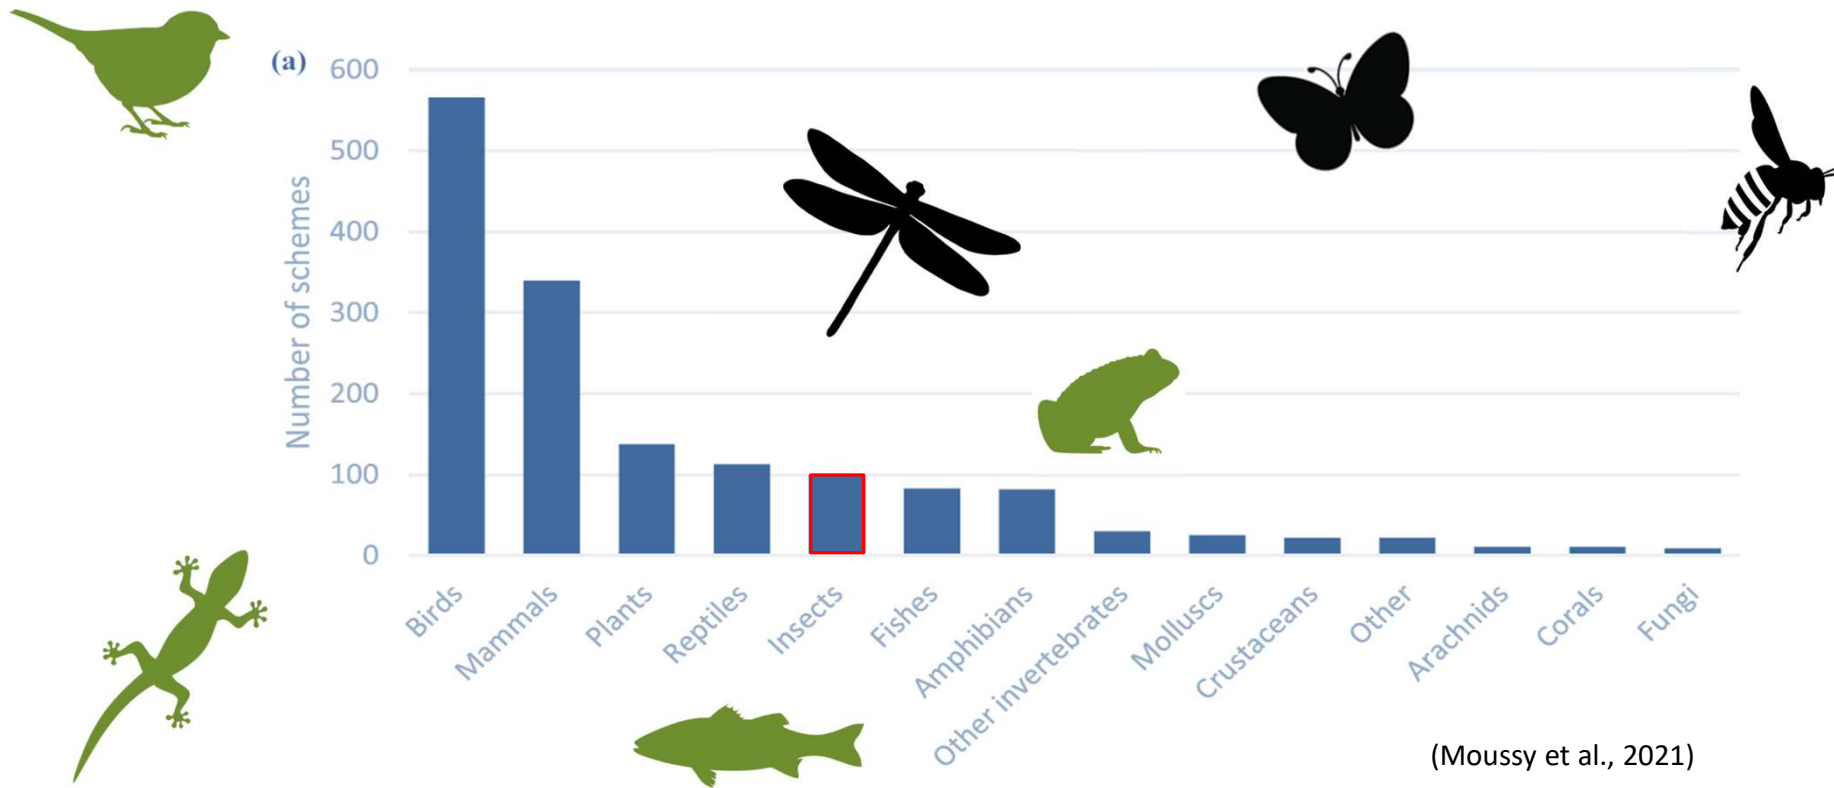 (a)
600
500
400
300
200
100
0
Number of schemes
Birds
Mammals
Plants
Reptiles
Insects
Fishes
Amphibians
Other invertebrates
Molluscs
Crustaceans
Other
Arachnids
Corals
Fungi
(Moussy et al., 2021)